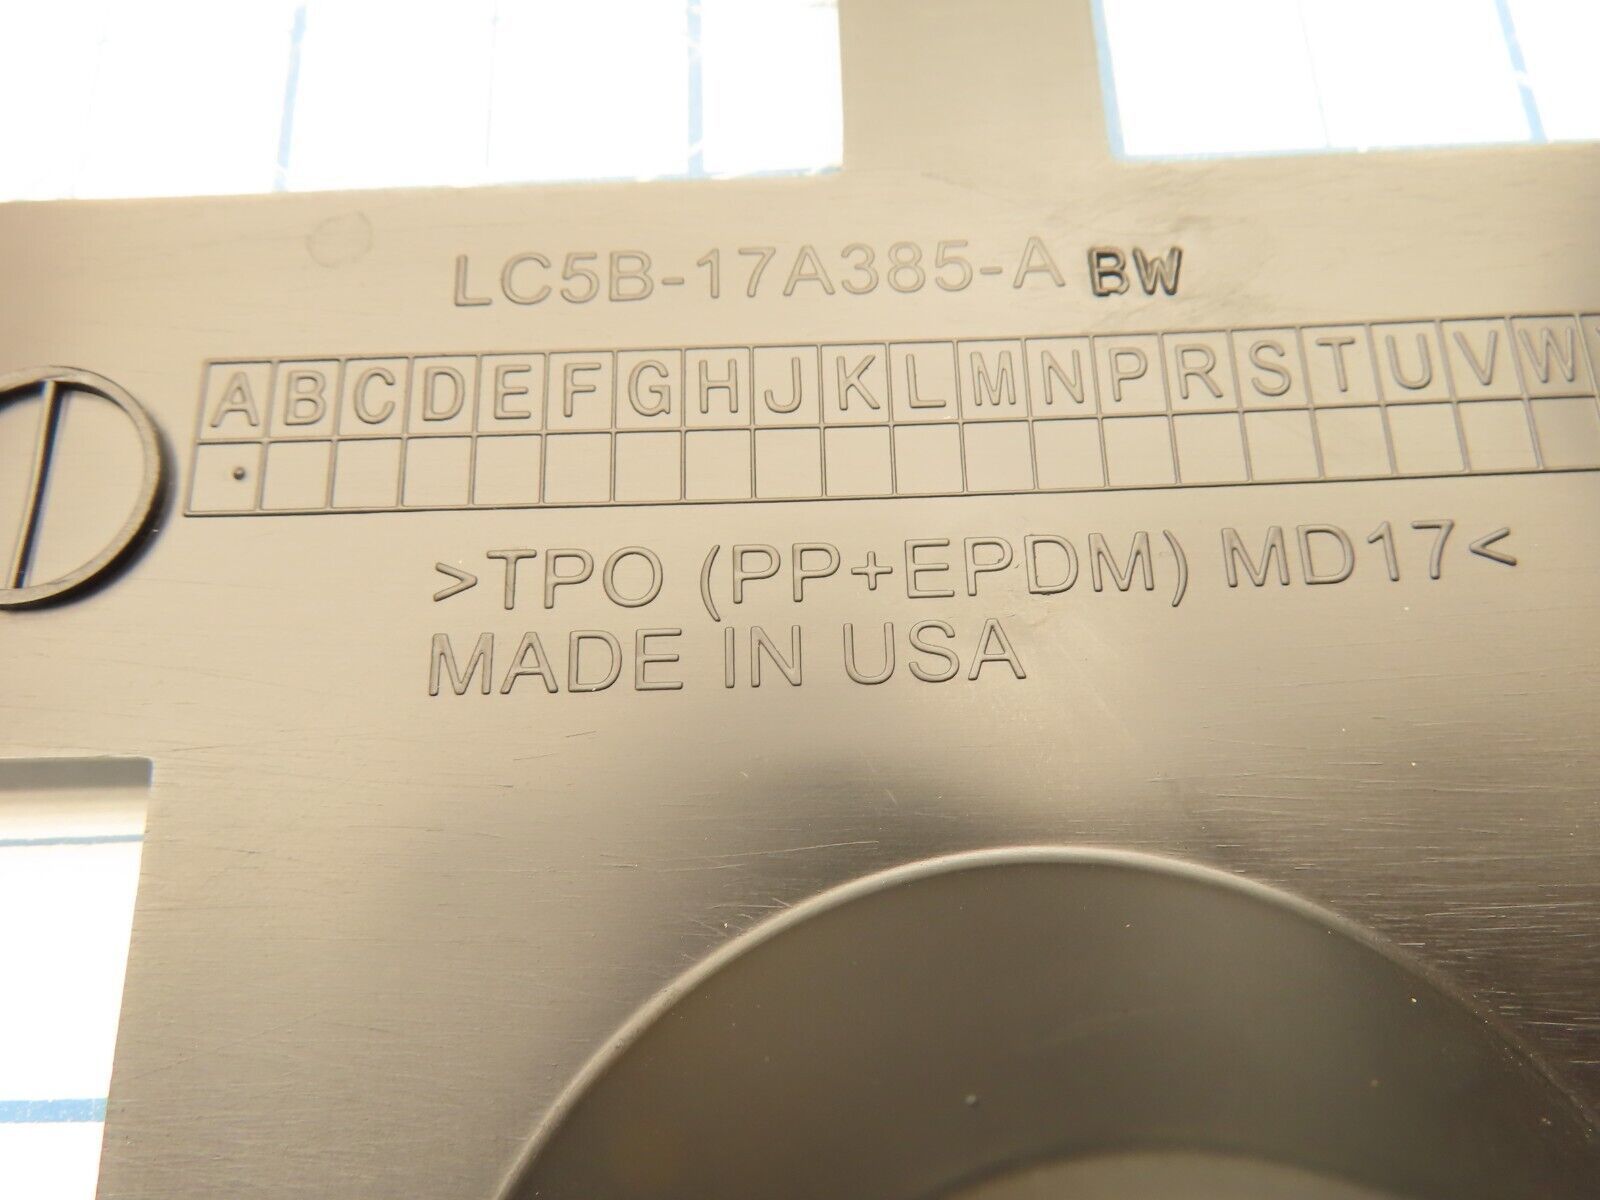 LC5B-17A385-A BW
A B C D E F G H J K L M N P R S T U V W
>TPO (PP+EPDM) MD17<
MADE IN USA